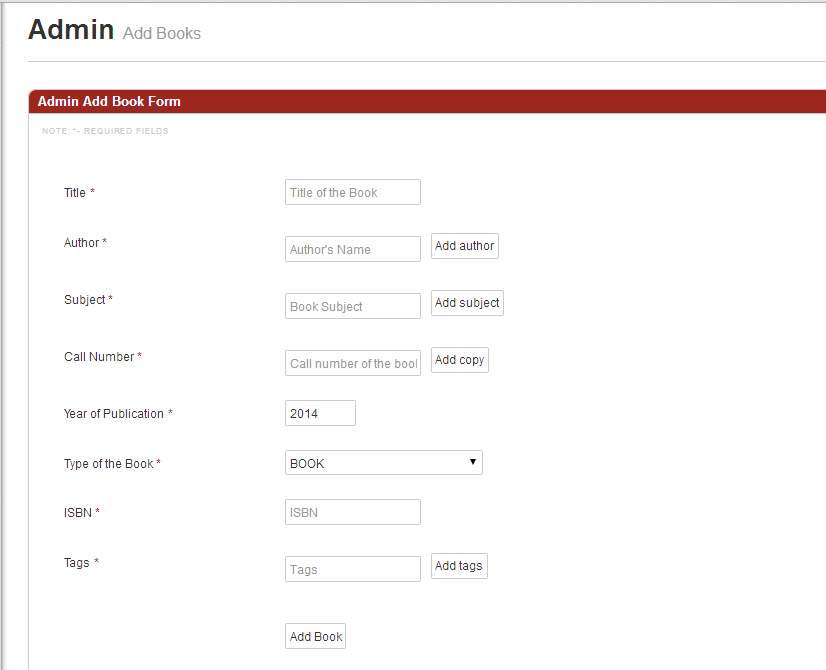 Admin Add Books
Admin Add Book Form
NOTE: *- REQUIRED FIELDS
Title * Title of the Book
Author * Author's Name Add author
Subject * Book Subject Add subject
Call Number * Call number of the bool Add copy
Year of Publication * 2014
Type of the Book * BOOK
ISBN * ISBN
Tags * Tags Add tags
Add Book